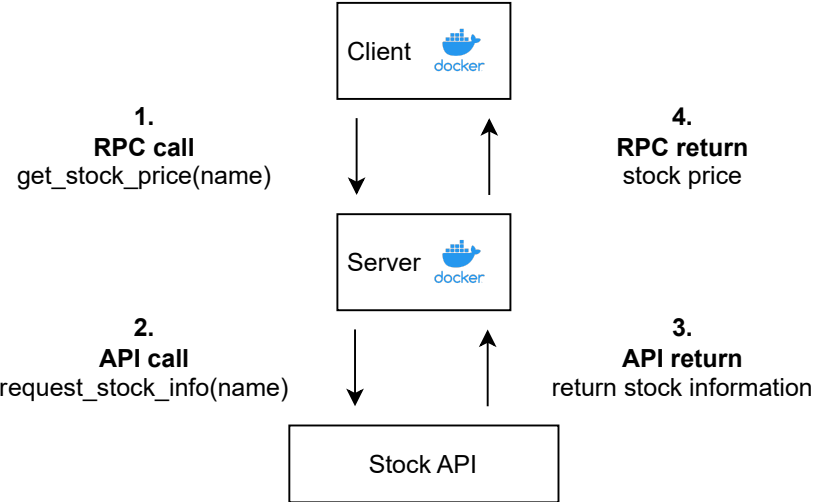 Client
docker
1.
RPC call
get_stock_price(name)
4.
RPC return
stock price
Server
docker
2.
API call
request_stock_info(name)
3.
API return
return stock information
Stock API